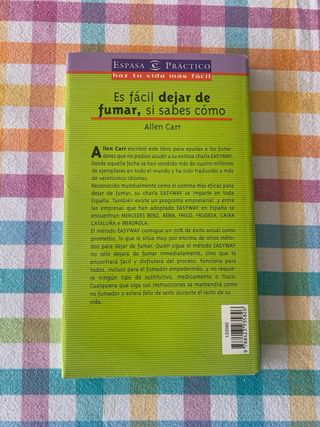 ESPASA e PRÁCTICO
haz tu vida más fácil
Es fácil dejar de
fumar, si sabes cómo
Allen Carr
Allen Carr escribió este libro para ayudar a los fuma-
dores que no podían acudir a su exitosa charla EASYWAY.
Desde aquella fecha se han vendido más de cuatro millones
de ejemplares en todo el mundo y ha sido traducido a más
de veinticinco idiomas.
Reconocido mundialmente como el sistema más eficaz para
dejar de fumar, su charla EASYWAY se imparte en toda
España. También existe un programa empresarial, y entre
las empresas que han adoptado EASYWAY en España se
encuentran MERCEDES BENZ, AENA, FRIGO, FRUDESA, CAIXA
CATALUÑA e IBERDROLA.
El método EASYWAY consigue un 70% de éxito anual como
promedio, lo que le sitúa muy por encima de otros méto-
dos para dejar de fumar. Quien sigue el método EASYWAY
no sólo dejará de fumar inmediatamente, sino que lo
encontrará fácil y disfrutará del proceso. Funciona para
todos, incluso para el fumador empedernido, y no requie-
re ningún tipo de sustitutivo, medicamento o truco.
Cualquiera que siga sus instrucciones se mantendrá como
no fumador y estará feliz de serlo durante el resto de su
vida.